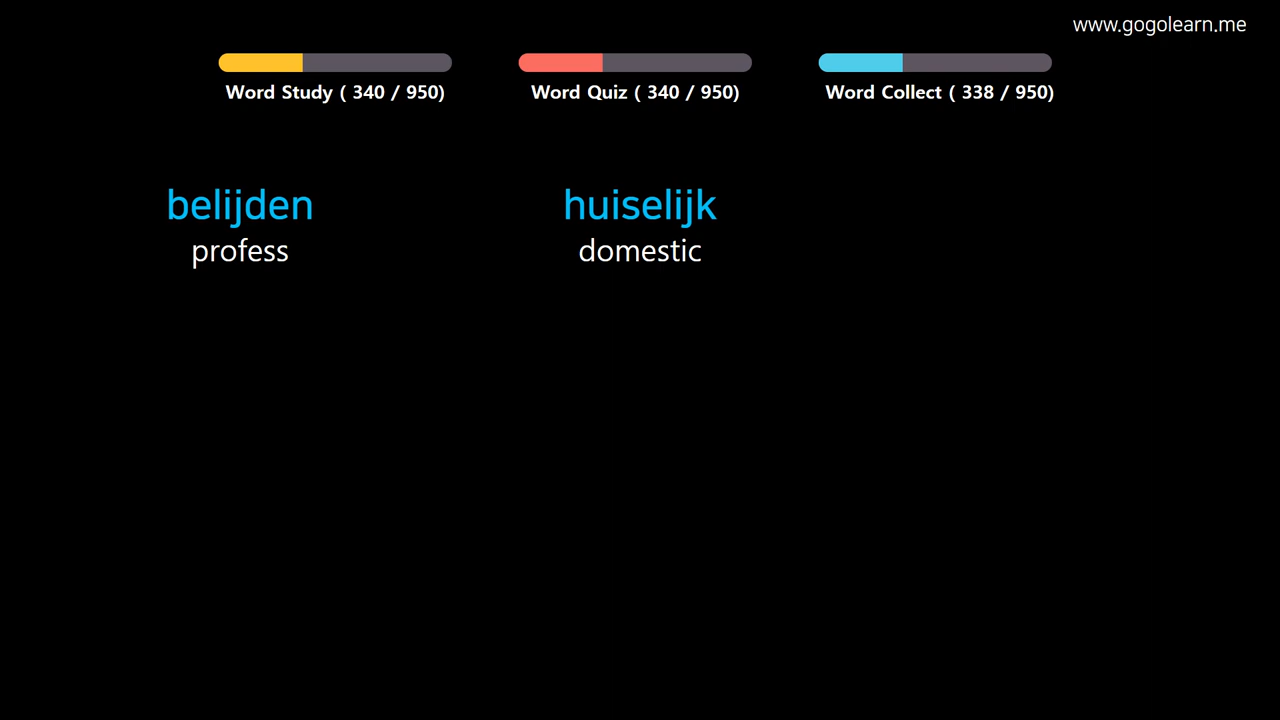 www.gogolearn.me
Word Study ( 340 / 950)
Word Quiz ( 340 / 950)
Word Collect ( 338 / 950)
belijden
profess
huiselijk
domestic